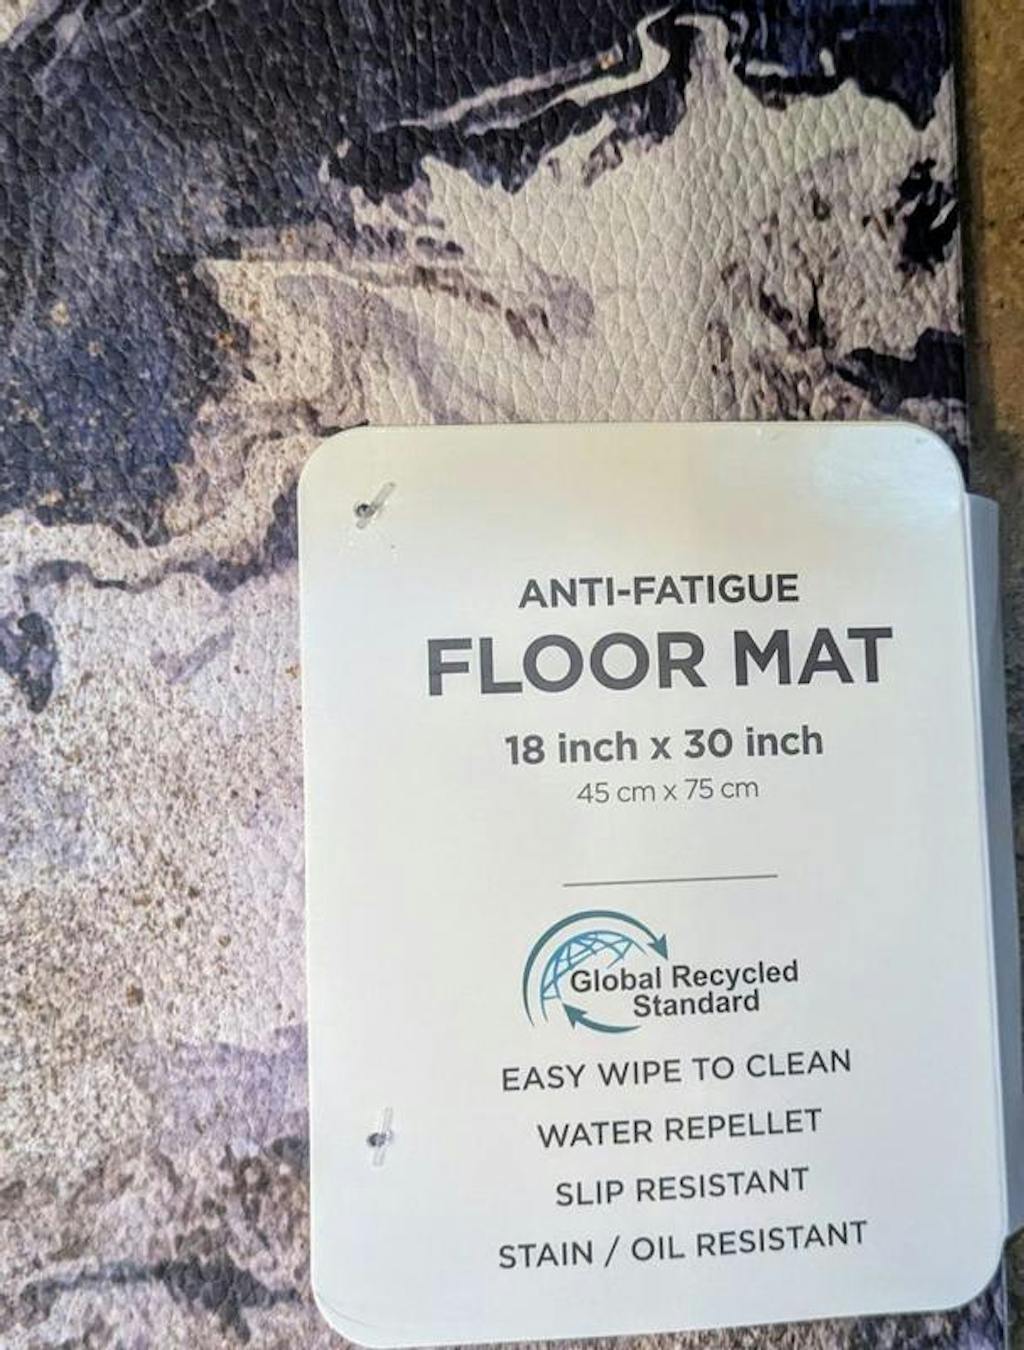 ANTI-FATIGUE
FLOOR MAT
18 inch x 30 inch
45 cm x 75 cm
Global Recycled
Standard
EASY WIPE TO CLEAN
WATER REPELLET
SLIP RESISTANT
STAIN / OIL RESISTANT